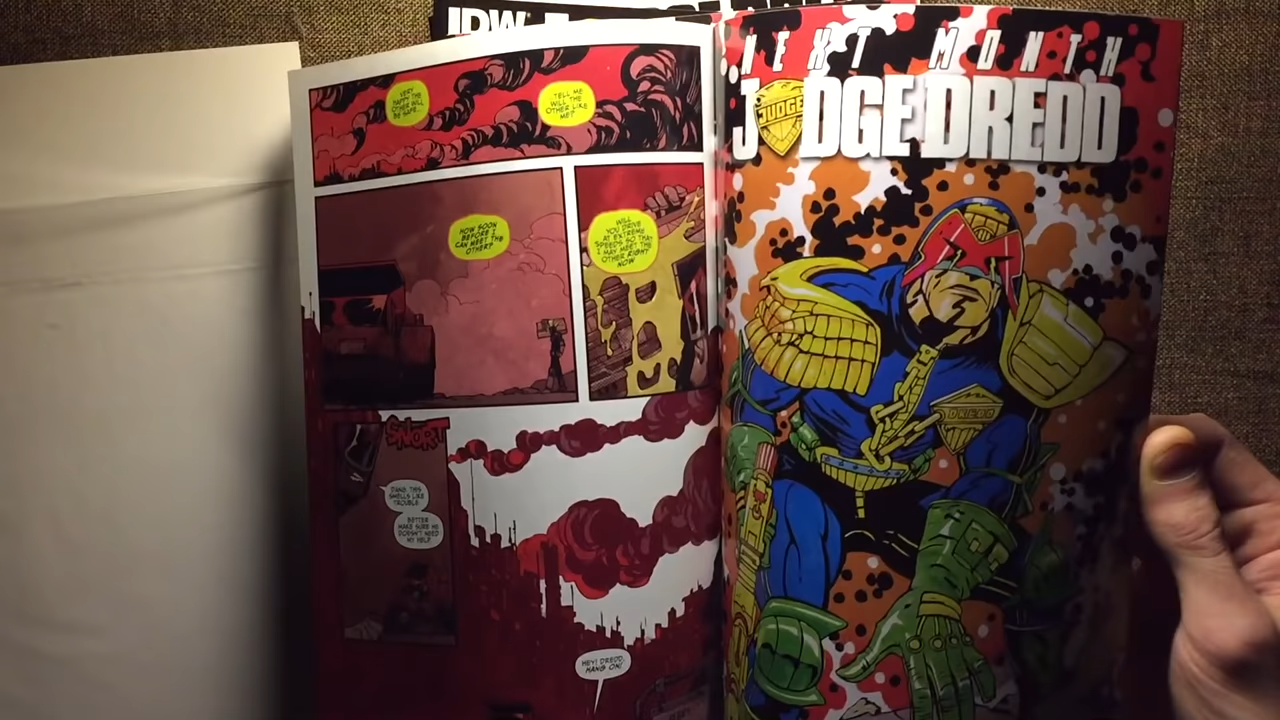 IDW
VERY
HAPPY THE
OTHER WILL
BE SAFE.
TELL ME
WILL THE
OTHER LIKE
ME?
HOW SOON
BEFORE I
CAN MEET THE
OTHER?
WILL
YOU DRIVE
AT EXTREME
SPEEDS SO THAT
I MAY MEET THE
OTHER RIGHT
NOW
SNORT
DANG THIS
SMELLS LIKE
TROUBLE.
BETTER
MAKE SURE HE
DOESN'T NEED
MY HELP.
HEY! DREDD.
HANG ON!
NEXT MONTH
JUDGE DREDD
JUDGE
DREDD